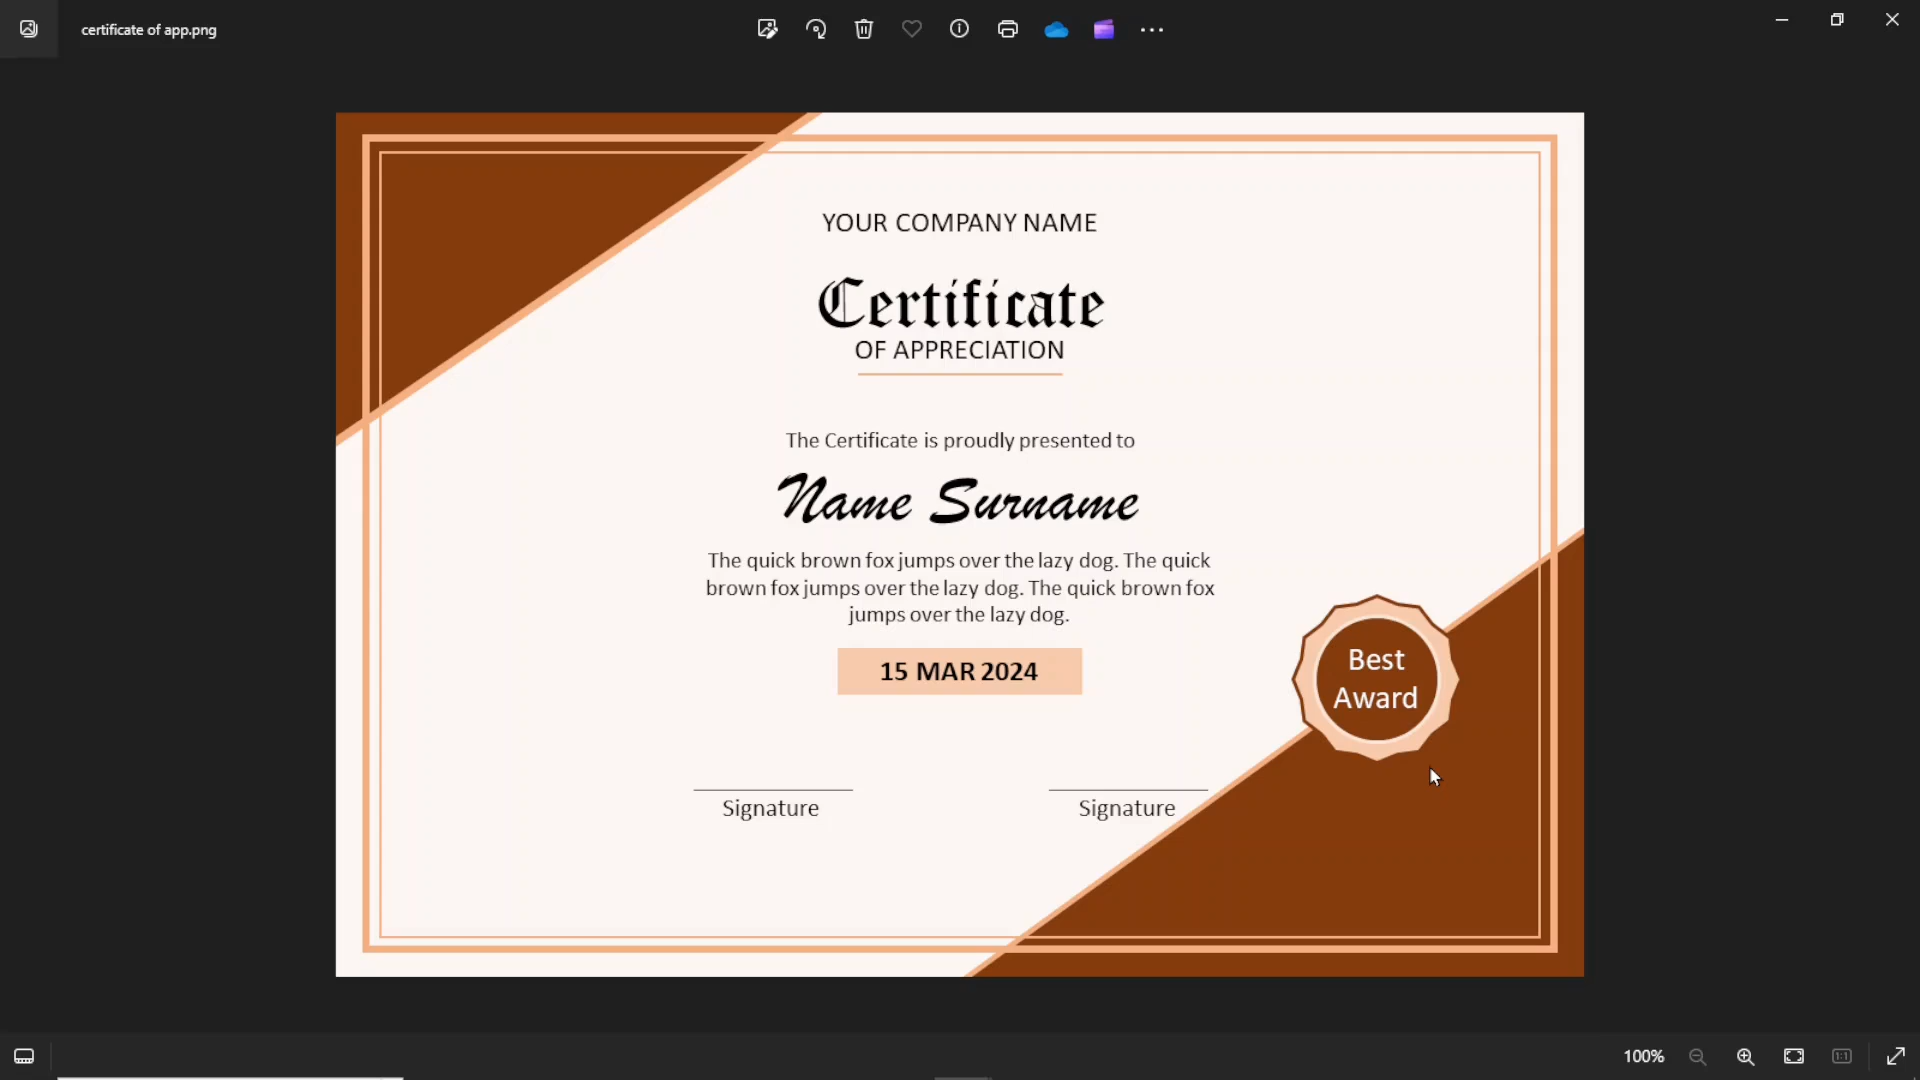 certificate of app.png
YOUR COMPANY NAME
Certificate
OF APPRECIATION
The Certificate is proudly presented to
Name Surname
The quick brown fox jumps over the lazy dog. The quick
brown fox jumps over the lazy dog. The quick brown fox
jumps over the lazy dog.
15 MAR 2024
Best
Award
Signature
Signature
100%
1:1